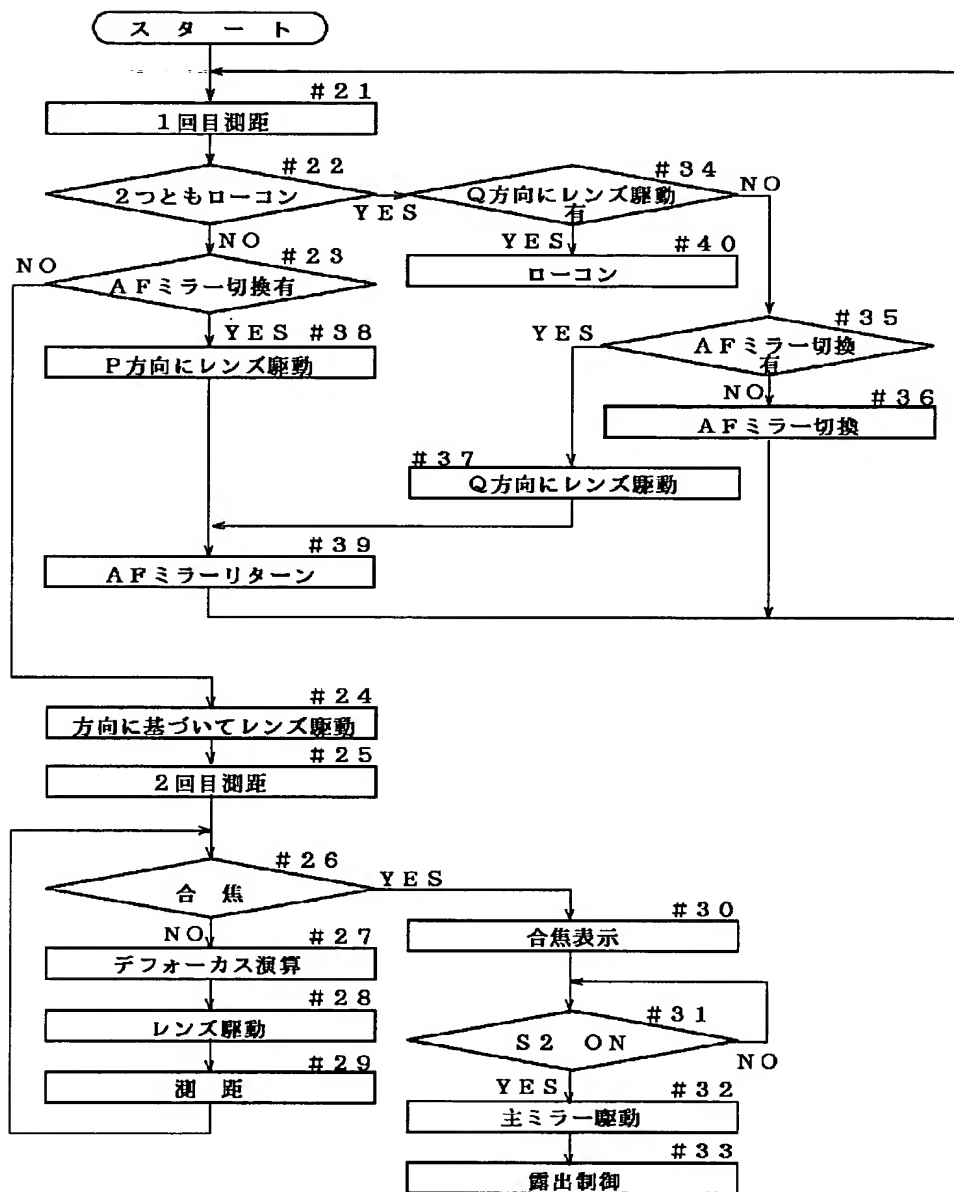 スタート
#21
1回目測距
#22
2つともローコン
YES
NO
#34
Q方向にレンズ駆動
有
NO
YES
#40
ローコン
#23
NO
AFミラー切換有
YES #38
P方向にレンズ駆動
#35
YES
AFミラー切換
有
NO
#36
AFミラー切換
#37
Q方向にレンズ駆動
#39
AFミラーリターン
#24
方向に基づいてレンズ駆動
#25
2回目測距
#26
合焦
YES
NO
#27
デフォーカス演算
#28
レンズ駆動
#29
測距
#30
合焦表示
#31
S2 ON
NO
YES
#32
主ミラー駆動
#33
露出制御